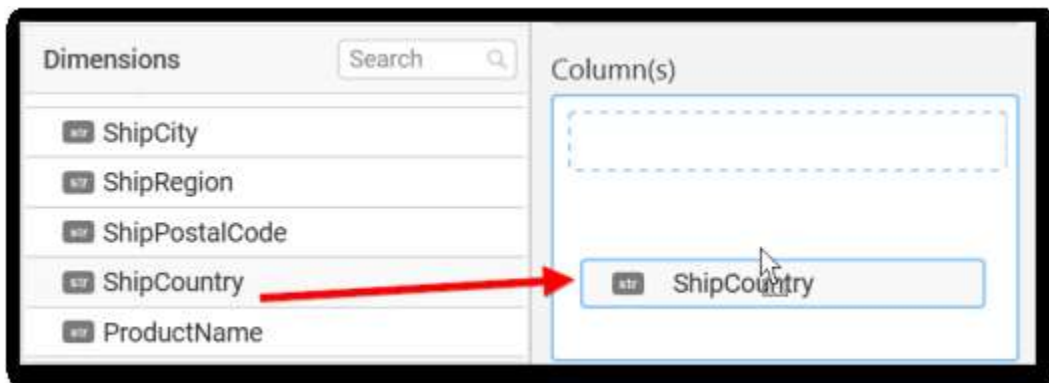 Dimensions
Search
str ShipCity
str ShipRegion
str ShipPostalCode
str ShipCountry
str ProductName
Column(s)
str ShipCountry